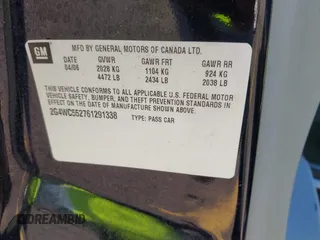 GM
MFD BY GENERAL MOTORS OF CANADA LTD.
DATE GVWR GAWR FRT GAWR RR
04/06 2028 KG 1104 KG 924 KG
4472 LB 2434 LB 2038 LB
THIS VEHICLE CONFORMS TO ALL APPLICABLE U.S. FEDERAL MOTOR
VEHICLE SAFETY, BUMPER, AND THEFT PREVENTION STANDARDS
IN EFFECT ON THE DATE OF MANUFACTURE SHOWN ABOVE.
2G4WC552761291338
TYPE: PASS CAR
DREAMBID